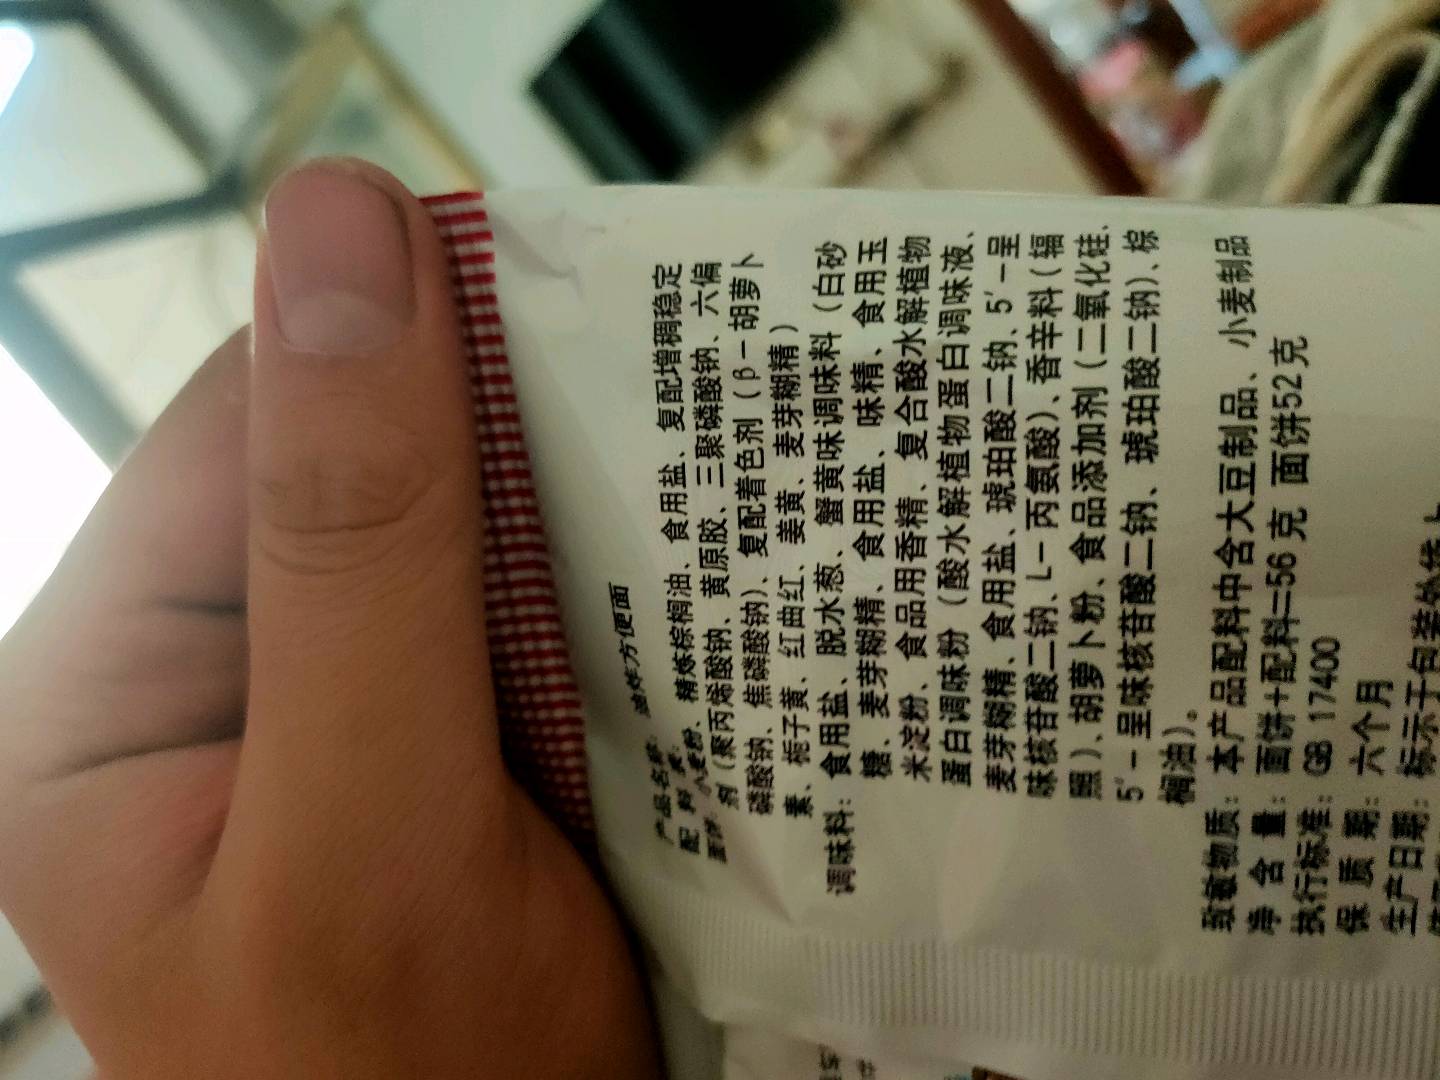 产品名称： 油炸方便面
配 料 表：
面饼：小麦粉、精炼棕榈油、食用盐、复配增稠稳定
剂（聚丙烯酸钠、黄原胶、三聚磷酸钠、六偏
磷酸钠、焦磷酸钠）、复配着色剂（β－胡萝卜
素、栀子黄、红曲红、姜黄、麦芽糊精）
调味料：食用盐、脱水葱、蟹黄味调味料（白砂
糖、麦芽糊精、食用盐、味精、食用玉
米淀粉、食品用香精、复合酸水解植物
蛋白调味粉（酸水解植物蛋白调味液、
麦芽糊精、食用盐、琥珀酸二钠、5′－呈
味核苷酸二钠、L－丙氨酸）、香辛料（辐
照）、胡萝卜粉、食品添加剂（二氧化硅、
5′－呈味核苷酸二钠、琥珀酸二钠）、棕
榈油）。
致敏物质：本产品配料中含大豆制品、小麦制品
净 含 量：面饼+配料=56克 面饼52克
执行标准：GB 17400
保 质 期：六个月
生产日期：标示于包装袋